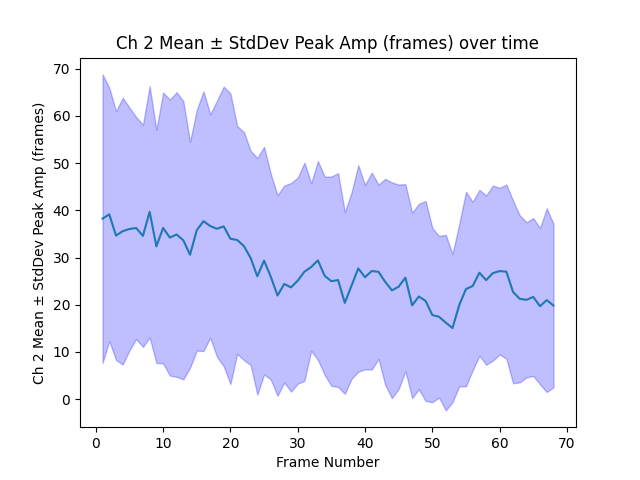 Ch 2 Mean ± StdDev Peak Amp (frames) over time
Ch 2 Mean ± StdDev Peak Amp (frames)
70
60
50
40
30
20
10
0
0 10 20 30 40 50 60 70
Frame Number